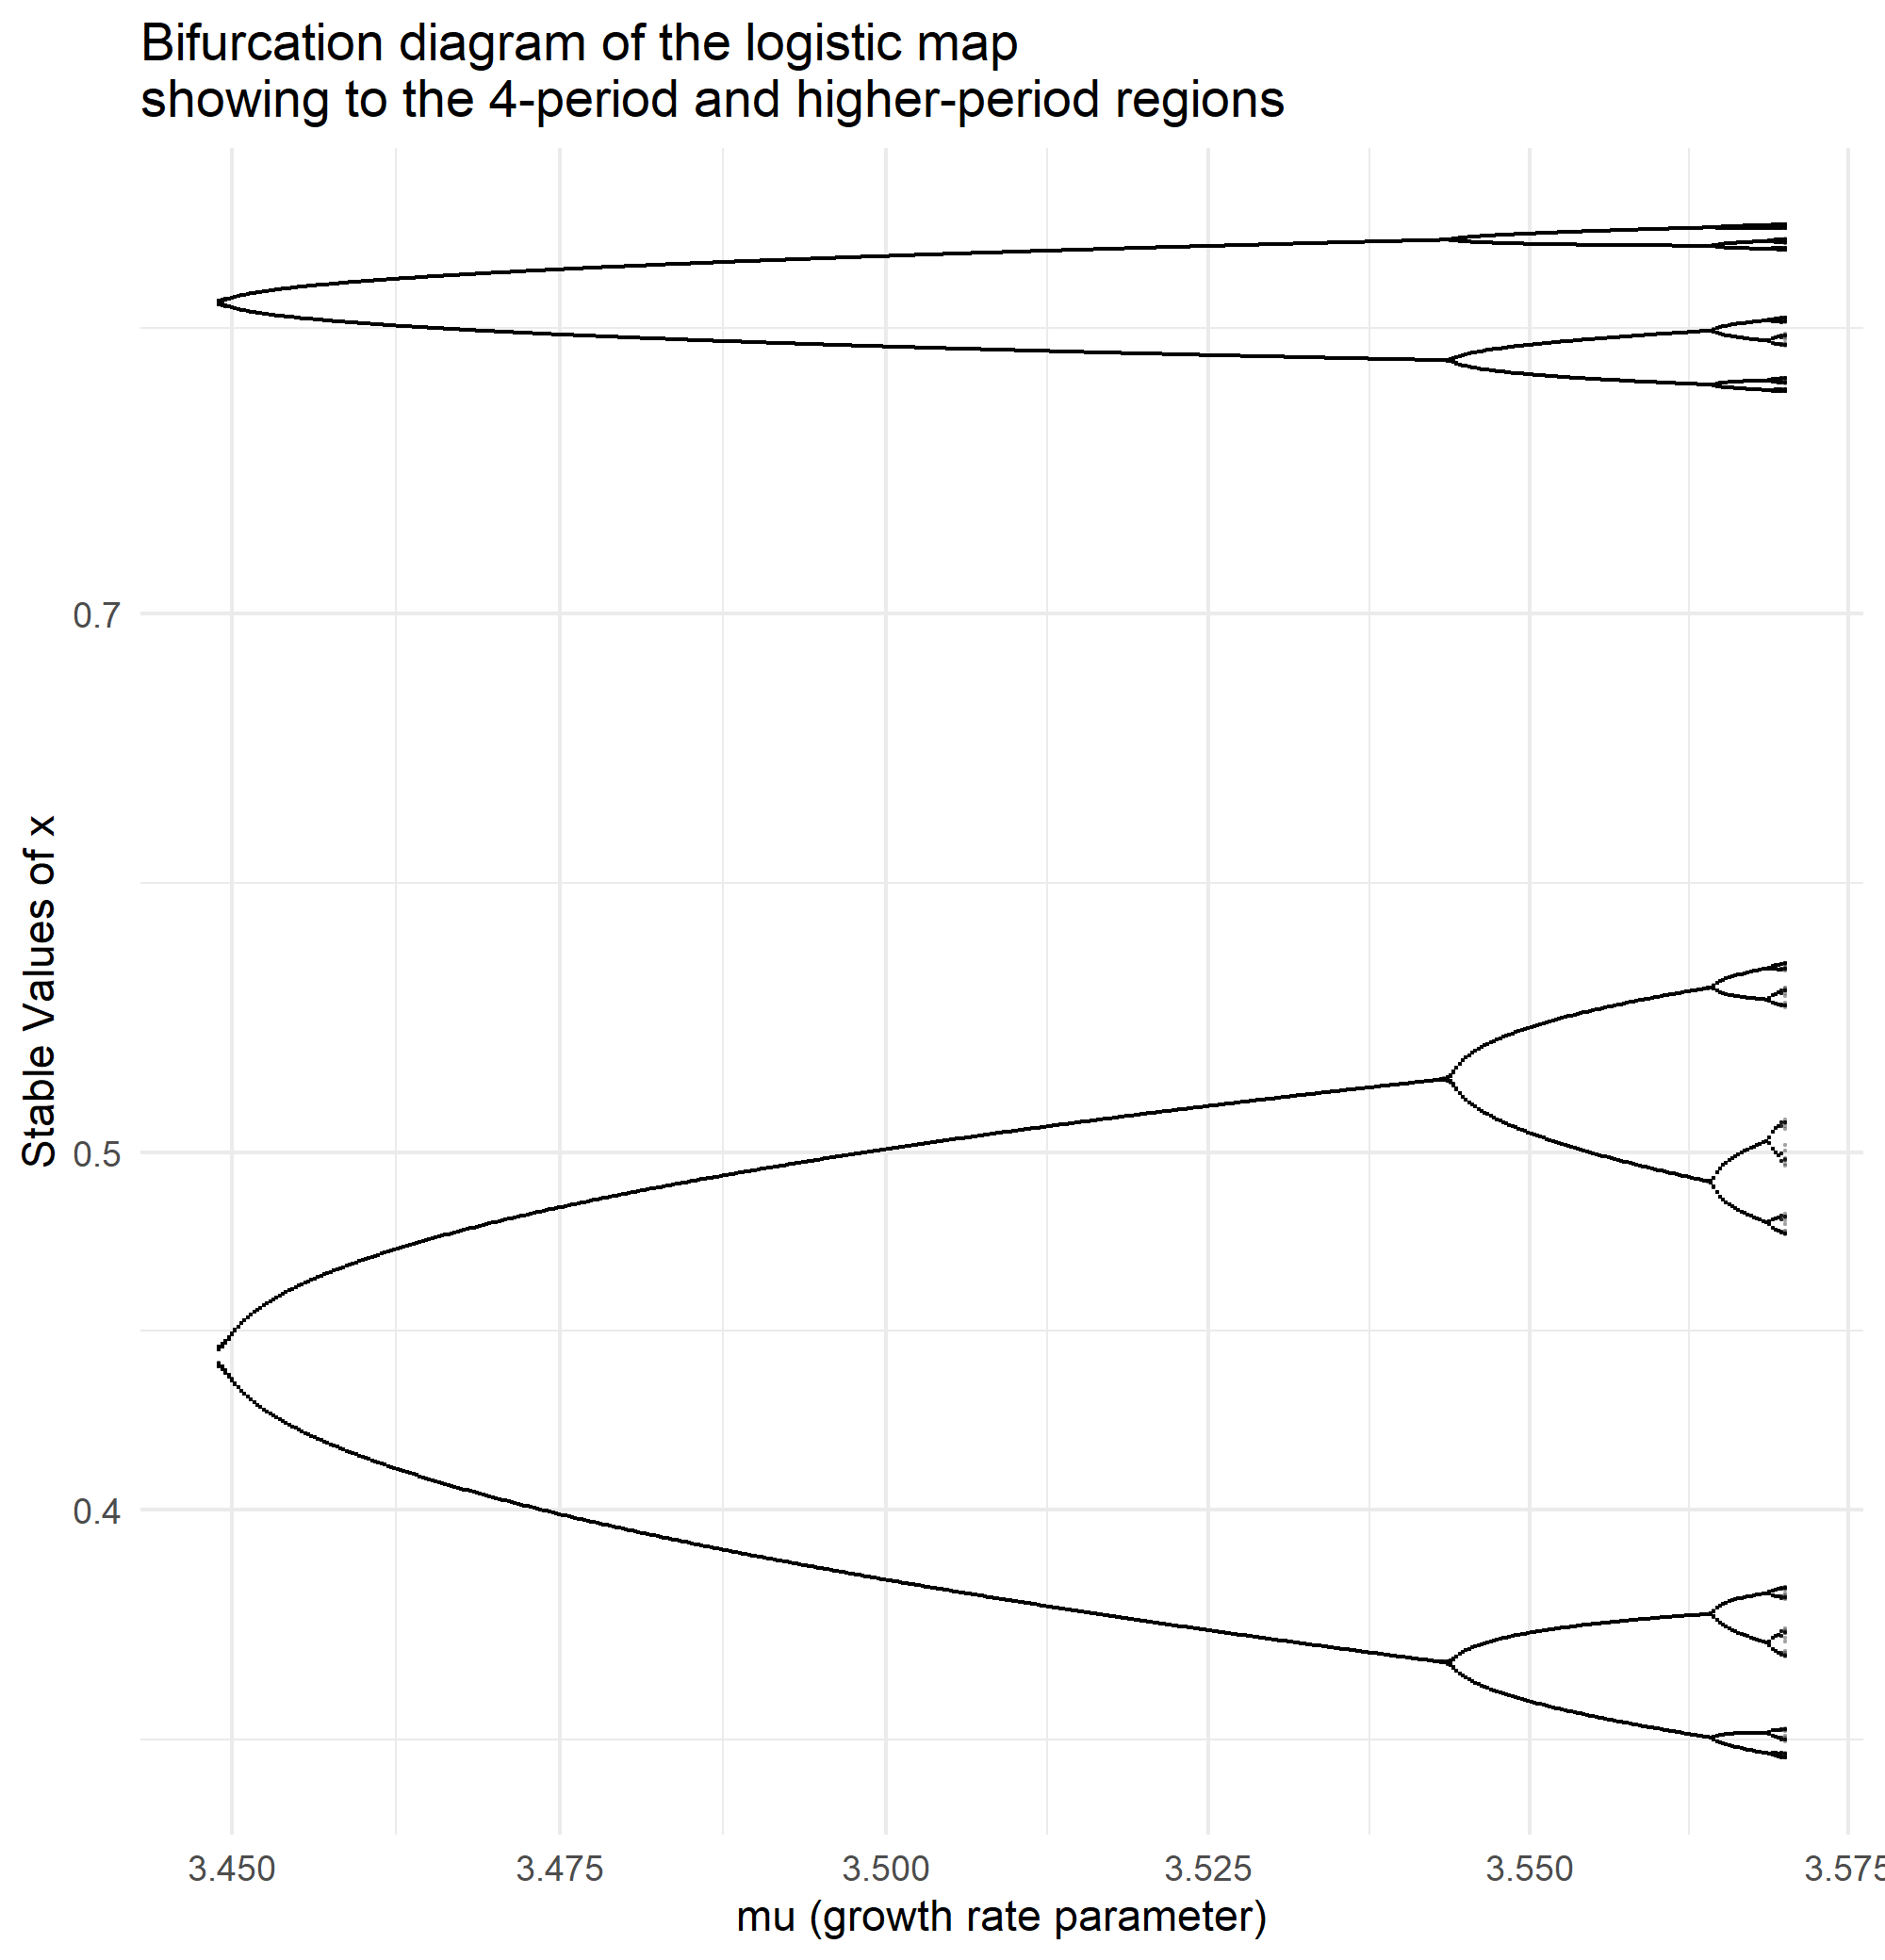 Bifurcation diagram of the logistic map
showing to the 4-period and higher-period regions
Stable Values of x
0.7
0.5
0.4
3.450 3.475 3.500 3.525 3.550 3.575
mu (growth rate parameter)